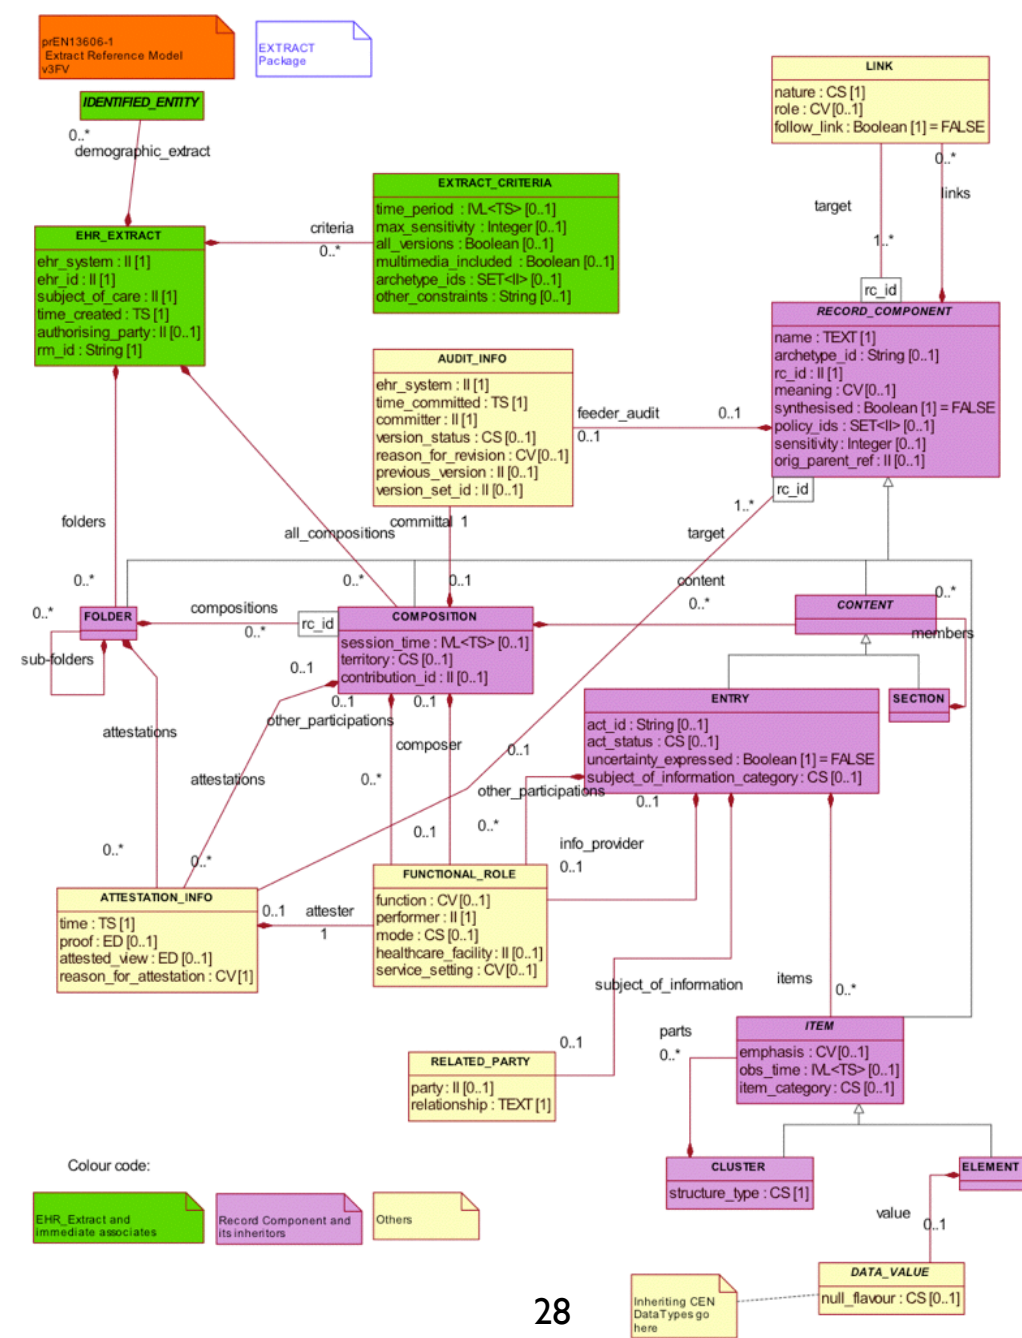 prEN13606-1
Extract Reference Model
v3FV
EXTRACT
Package
IDENTIFIED_ENTITY
0..*
demographic_extract
LINK
nature : CS [1]
role : CV [0..1]
follow_link : Boolean [1] = FALSE
0..*
links
target
1..*
rc_id
EXTRACT_CRITERIA
time_period : IVL<TS> [0..1]
max_sensitivity : Integer [0..1]
all_versions : Boolean [0..1]
multimedia_included : Boolean [0..1]
archetype_ids : SET<II> [0..1]
other_constraints : String [0..1]
criteria
0..*
EHR_EXTRACT
ehr_system : II [1]
ehr_id : II [1]
subject_of_care : II [1]
time_created : TS [1]
authorising_party : II [0..1]
rm_id : String [1]
RECORD_COMPONENT
name : TEXT [1]
archetype_id : String [0..1]
rc_id : II [1]
meaning : CV [0..1]
synthesised : Boolean [1] = FALSE
policy_ids : SET<II> [0..1]
sensitivity : Integer [0..1]
orig_parent_ref : II [0..1]
rc_id
1..*
target
AUDIT_INFO
ehr_system : II [1]
time_committed : TS [1]
committer : II [1]
version_status : CS [0..1]
reason_for_revision : CV [0..1]
previous_version : II [0..1]
version_set_id : II [0..1]
feeder_audit
0..1
0..1
committal 1
folders
all_compositions
0..*
0..*
0..1
content
0..*
0..*
0..*
FOLDER
compositions
0..*
rc_id
sub-folders
COMPOSITION
session_time : IVL<TS> [0..1]
territory : CS [0..1]
contribution_id : II [0..1]
CONTENT
members
0..1
0..1
0..1
other_participations
composer
attestations
attestations
ENTRY
act_id : String [0..1]
act_status : CS [0..1]
uncertainty_expressed : Boolean [1] = FALSE
subject_of_information_category : CS [0..1]
SECTION
0..1
0..*
other_participations
0..1
0..*
0..1
info_provider
0..1
0..*
0..*
ATTESTATION_INFO
time : TS [1]
proof : ED [0..1]
attested_view : ED [0..1]
reason_for_attestation : CV [1]
0..1
attester
1
FUNCTIONAL_ROLE
function : CV [0..1]
performer : II [1]
mode : CS [0..1]
healthcare_facility : II [0..1]
service_setting : CV [0..1]
subject_of_information
items
0..*
0..1
RELATED_PARTY
party : II [0..1]
relationship : TEXT [1]
parts
0..*
ITEM
emphasis : CV [0..1]
obs_time : IVL<TS> [0..1]
item_category : CS [0..1]
CLUSTER
structure_type : CS [1]
ELEMENT
value
0..1
Colour code:
EHR_Extract and
immediate associates
Record Component and
its inheritors
Others
DATA_VALUE
null_flavour : CS [0..1]
Inheriting CEN
DataTypes go
here
28